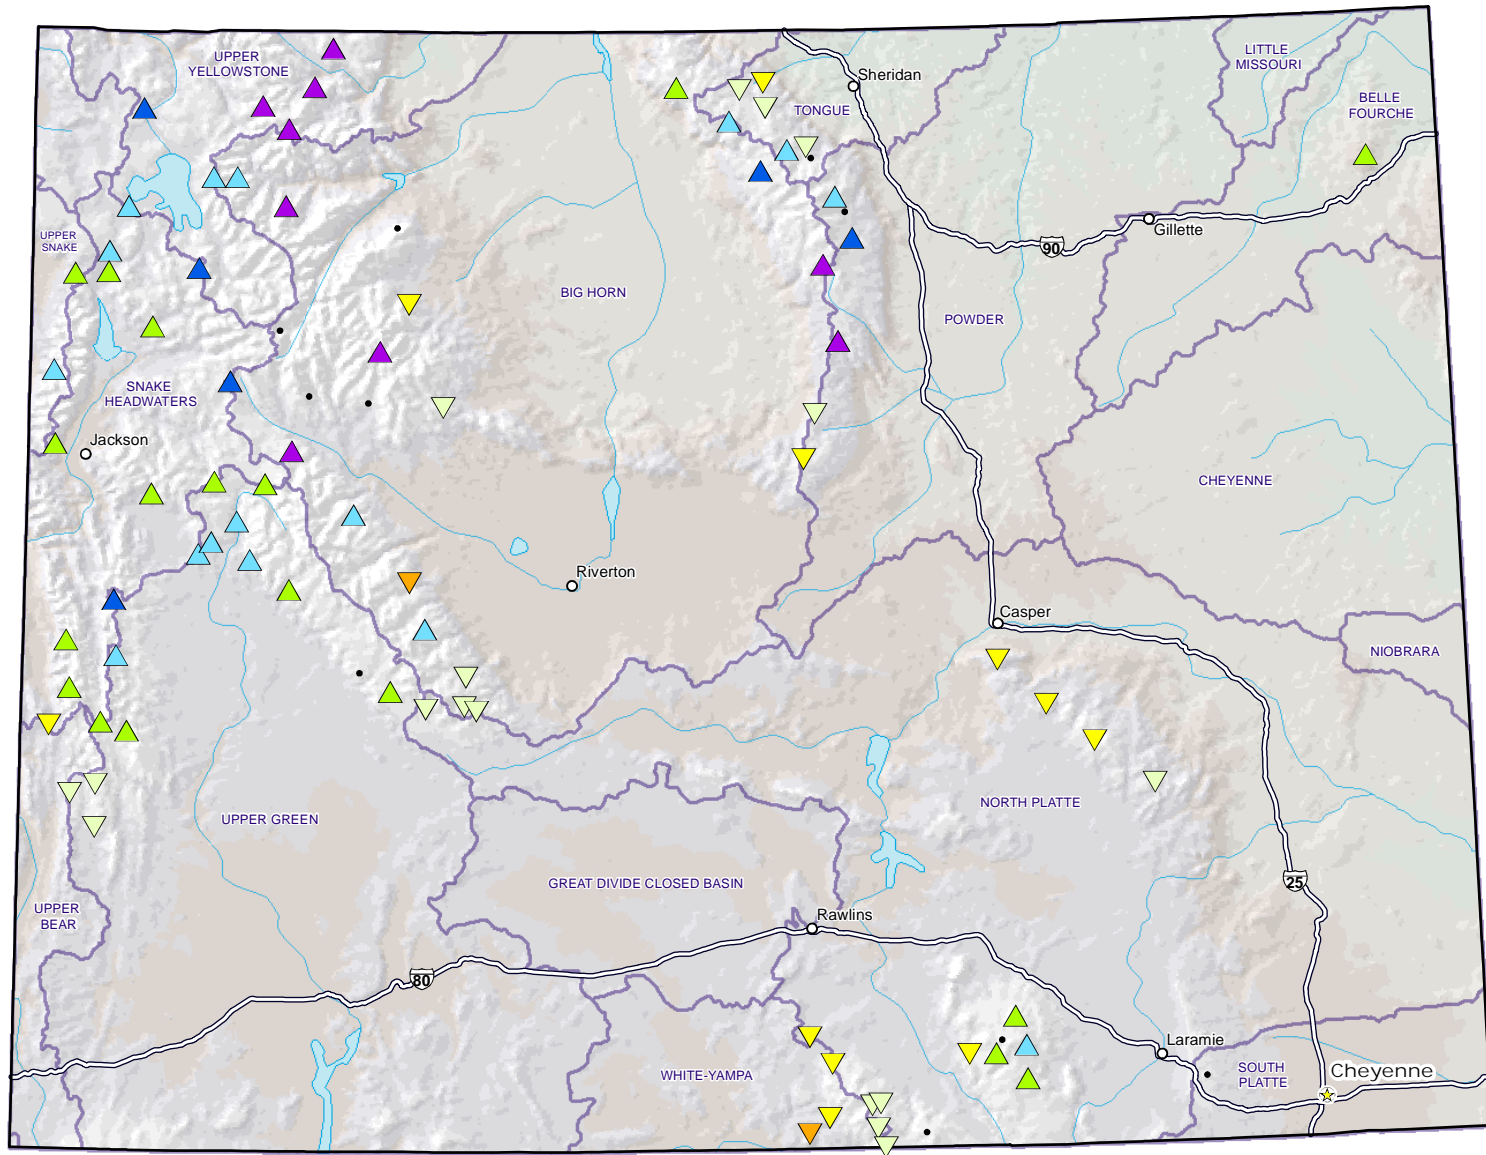 UPPER
YELLOWSTONE
LITTLE
MISSOURI
Sheridan
BELLE
FOURCHE
TONGUE
UPPER
SNAKE
Gillette
90
BIG HORN
POWDER
SNAKE
HEADWATERS
Jackson
CHEYENNE
Riverton
Casper
NIOBRARA
NORTH PLATTE
UPPER GREEN
GREAT DIVIDE CLOSED BASIN
25
UPPER
BEAR
Rawlins
80
Laramie
WHITE-YAMPA
SOUTH
PLATTE
Cheyenne